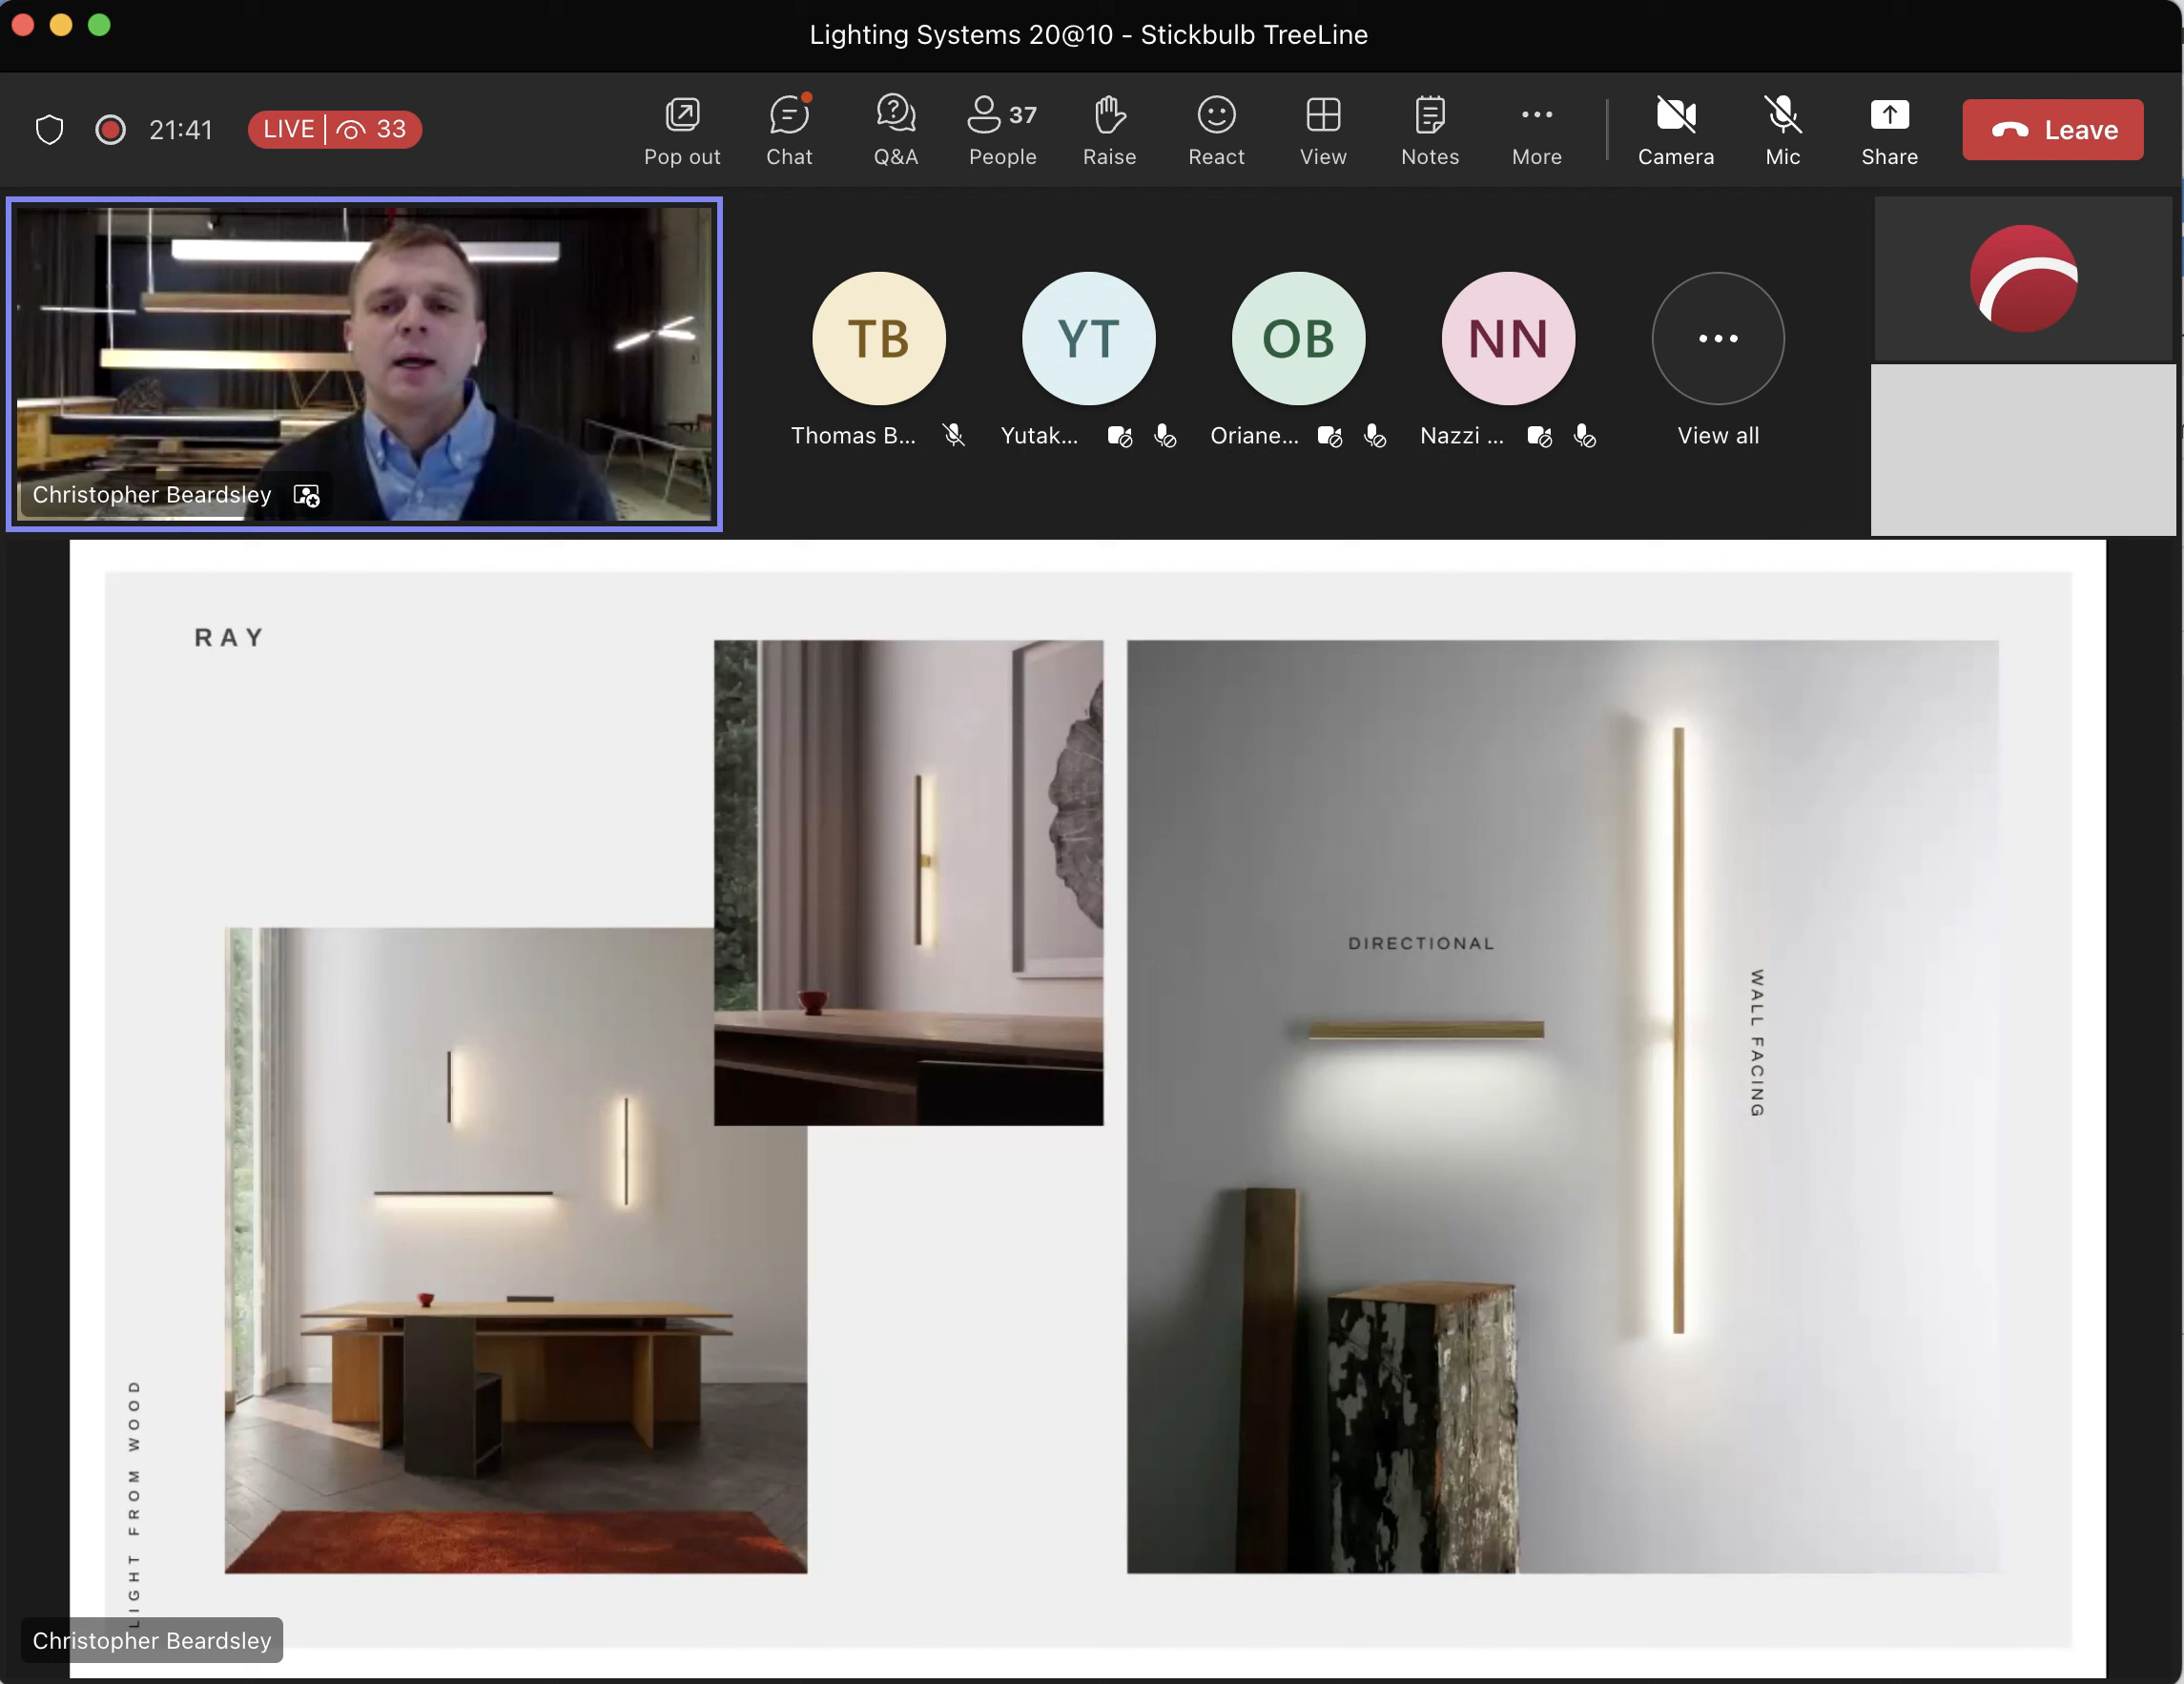 Lighting Systems 20@10 - Stickbulb TreeLine
21:41
LIVE 33
Pop out
Chat
Q&A
People 37
Raise
React
View
Notes
More
Camera
Mic
Share
Leave
Christopher Beardsley
TB
YT
OB
NN
Thomas B...
Yutak...
Oriane...
Nazzi ...
View all
RAY
DIRECTIONAL
WALL FACING
LIGHT FROM WOOD
Christopher Beardsley